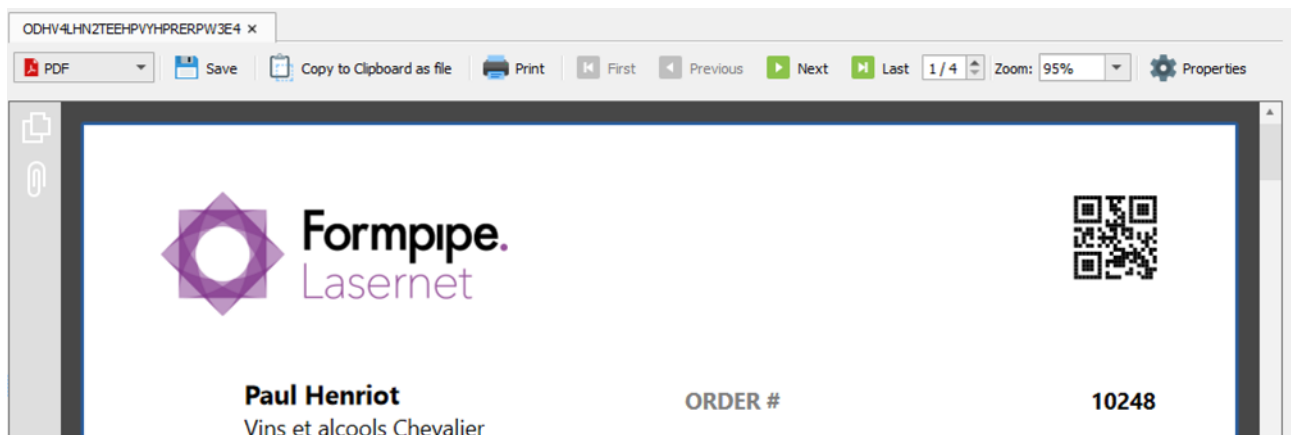 ODHV4LHN2TEEHPVYHPRERPW3E4 ×
PDF Save Copy to Clipboard as file Print First Previous Next Last 1 / 4 Zoom: 95% Properties
Formpipe.
Lasernet
Paul Henriot ORDER # 10248
Vins et alcools Chevalier